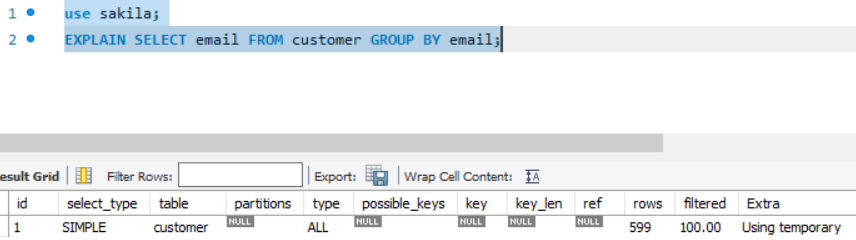 1 use sakila;
2 EXPLAIN SELECT email FROM customer GROUP BY email;
esult Grid Filter Rows: Export: Wrap Cell Content: IA
id select_type table partitions type possible_keys key key_len ref rows filtered Extra
1 SIMPLE customer NULL ALL NULL NULL NULL NULL 599 100.00 Using temporary